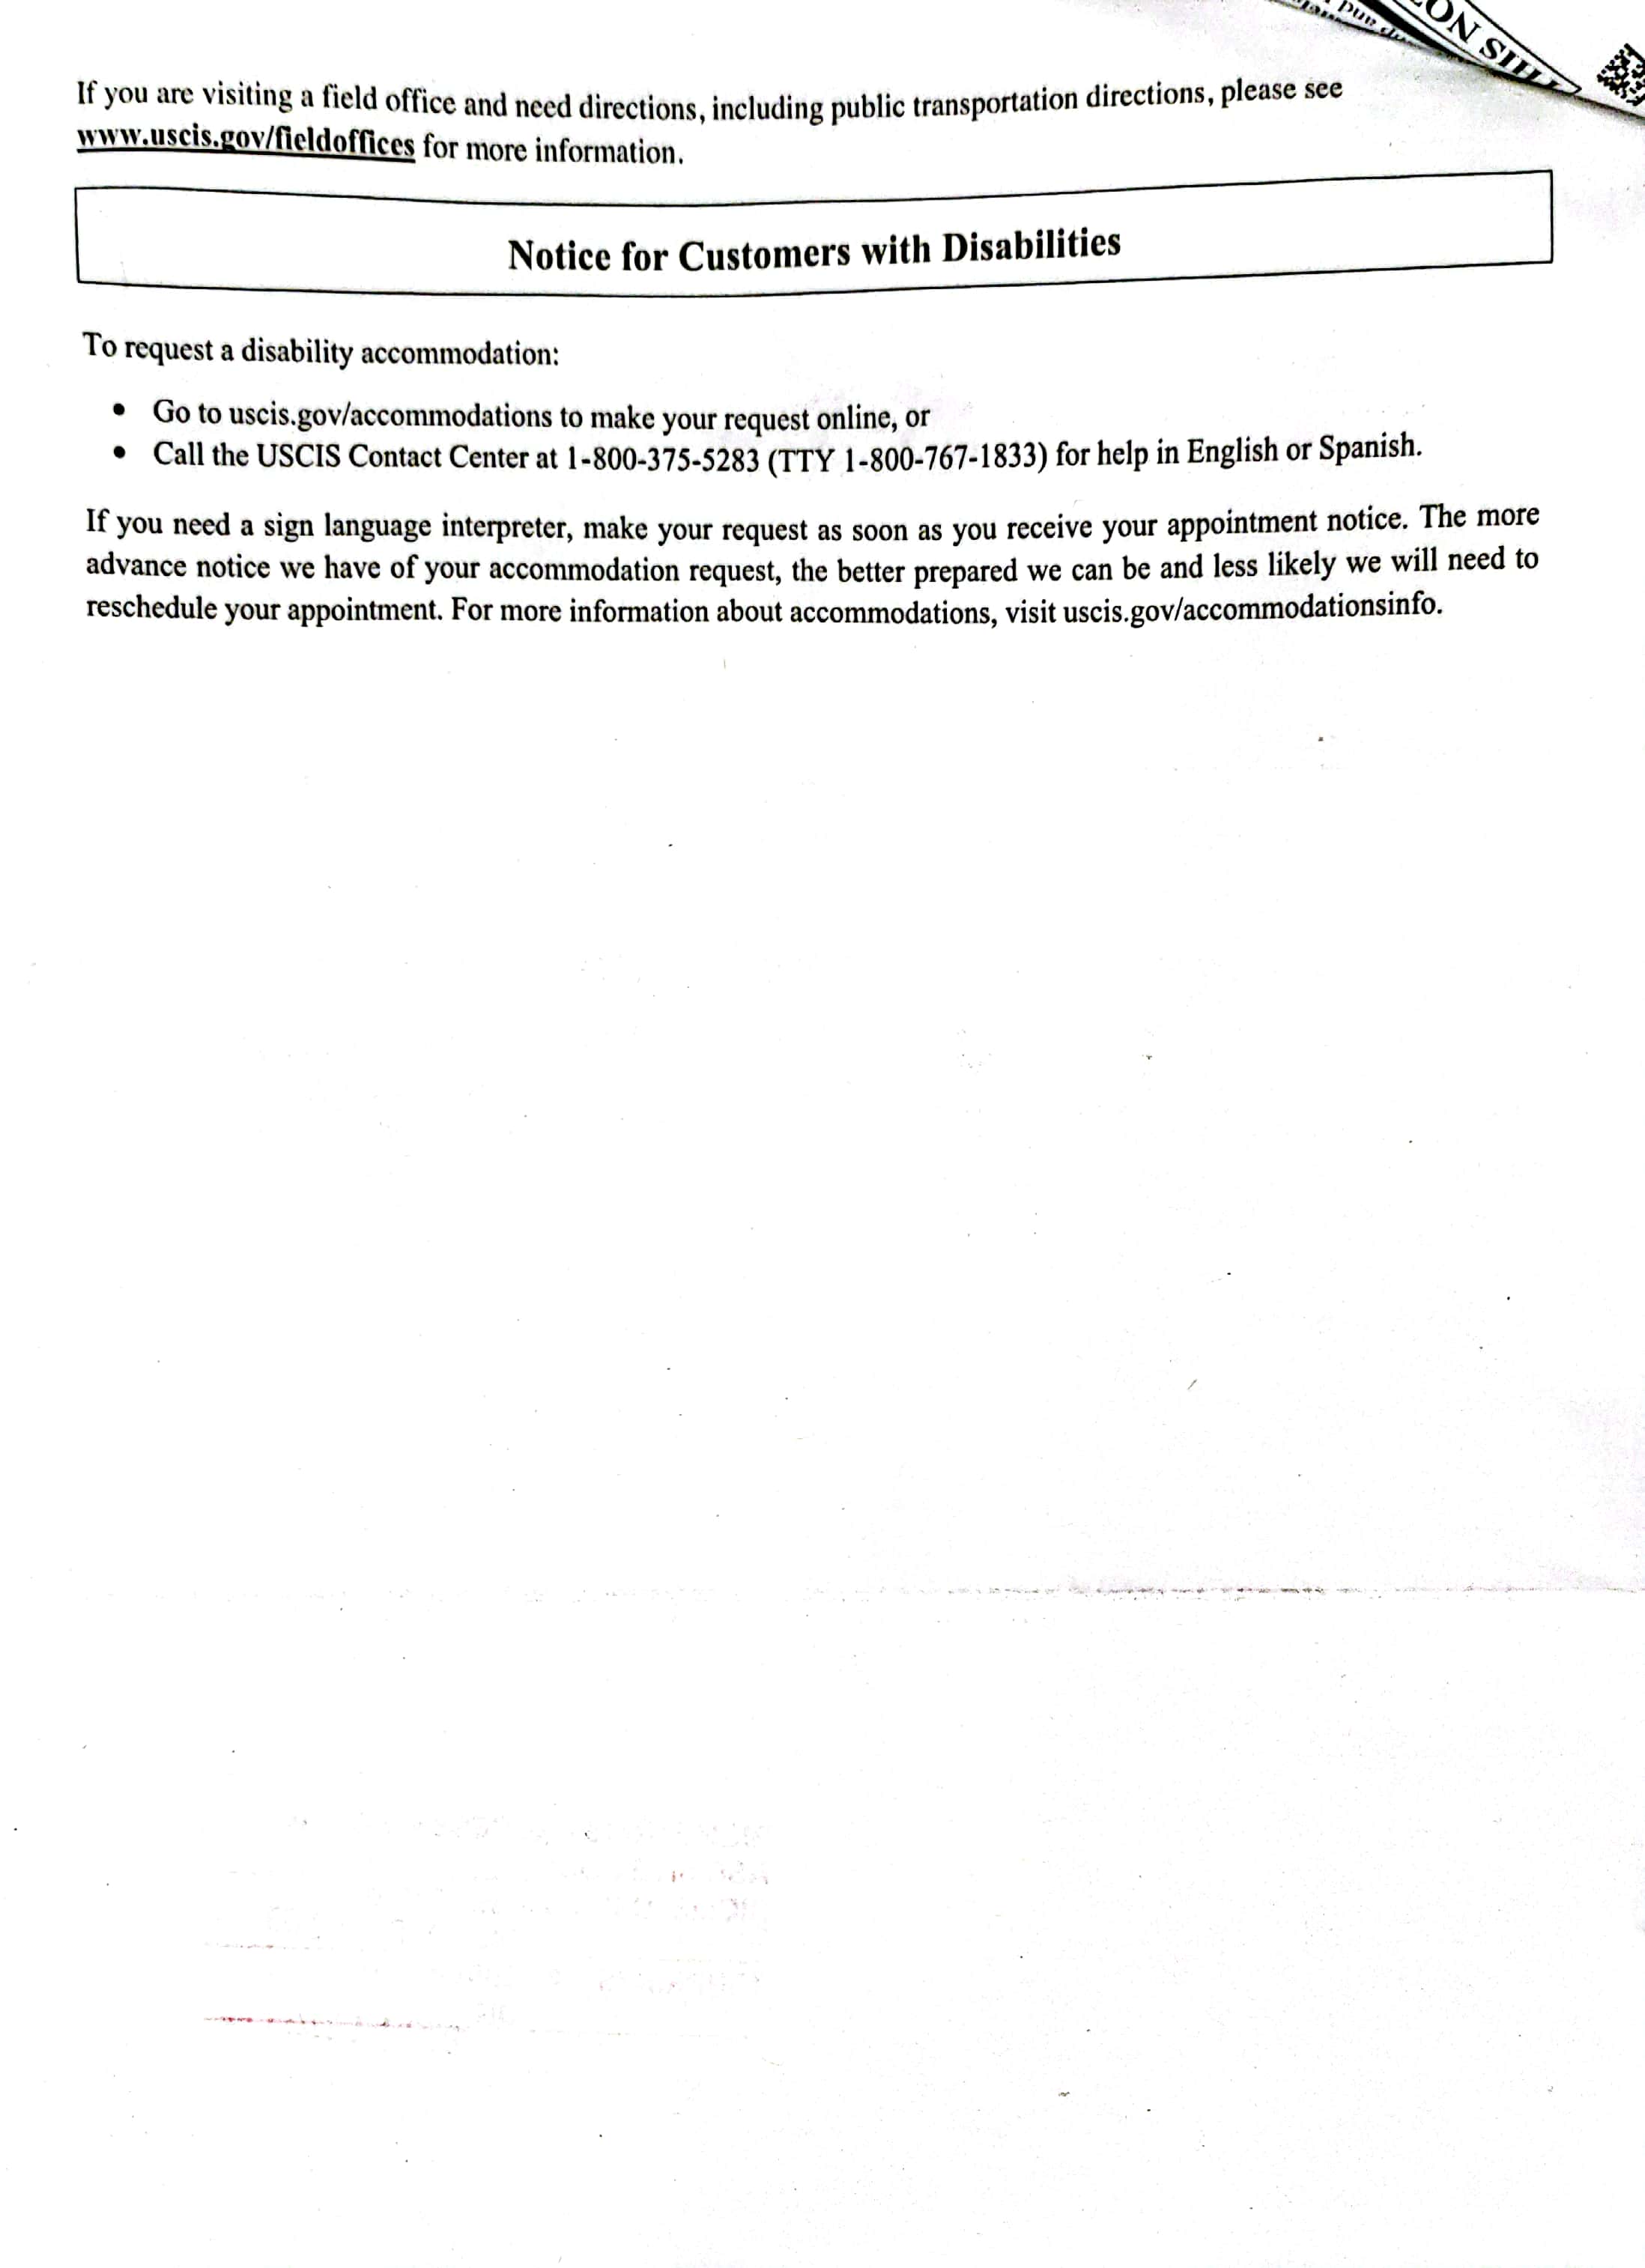 THIS NO
and
If you are visiting a field office and need directions, including public transportation directions, please see
www.uscis.gov/fieldoffices for more information.
Notice for Customers with Disabilities
To request a disability accommodation:
• Go to uscis.gov/accommodations to make your request online, or
• Call the USCIS Contact Center at 1-800-375-5283 (TTY 1-800-767-1833) for help in English or Spanish.
If you need a sign language interpreter, make your request as soon as you receive your appointment notice. The more
advance notice we have of your accommodation request, the better prepared we can be and less likely we will need to
reschedule your appointment. For more information about accommodations, visit uscis.gov/accommodationsinfo.